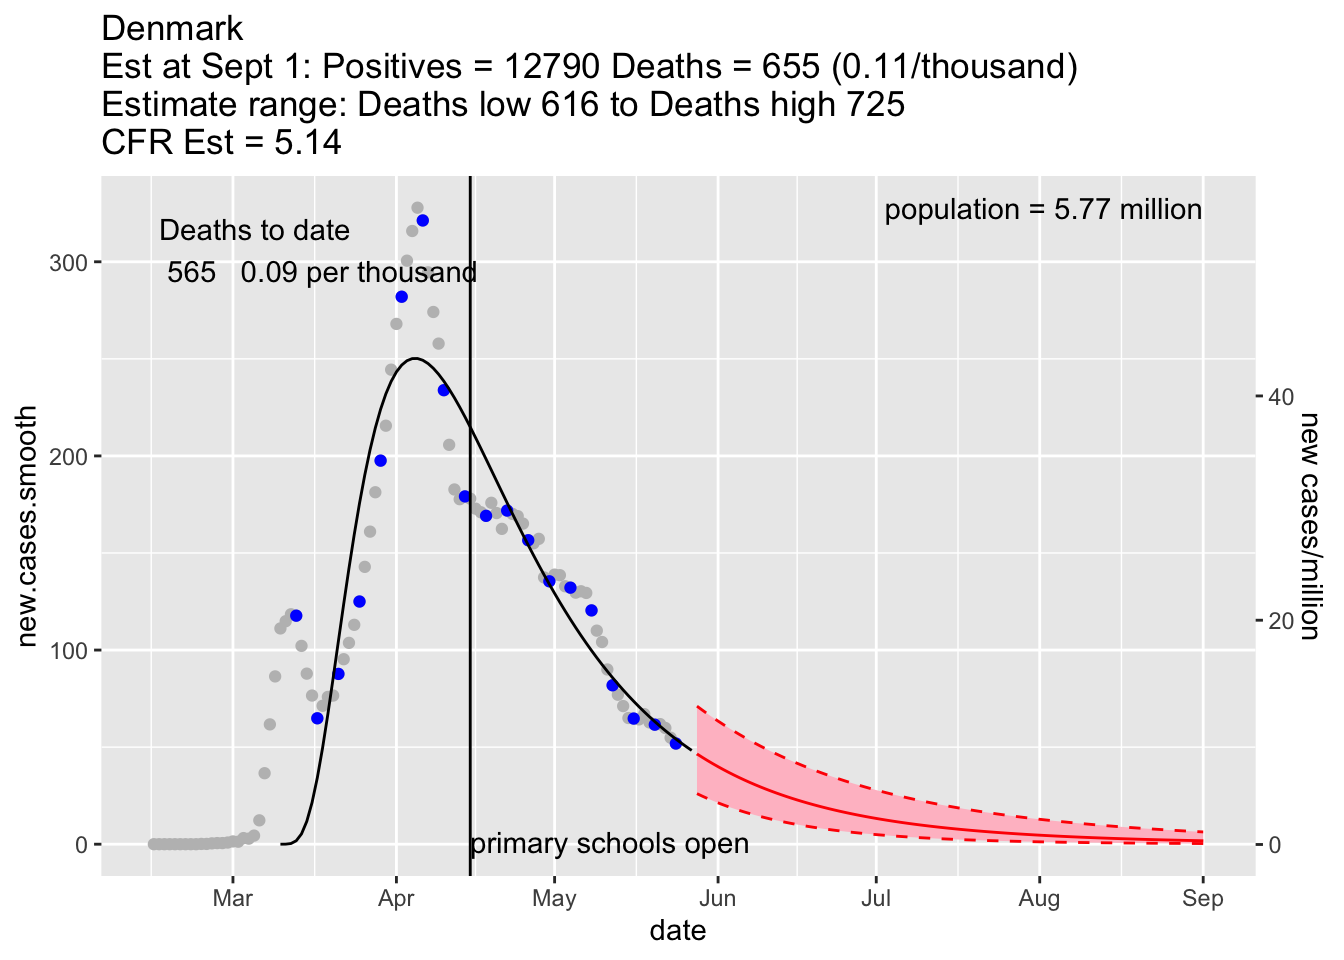 Denmark
Est at Sept 1: Positives = 12790 Deaths = 655 (0.11/thousand)
Estimate range: Deaths low 616 to Deaths high 725
CFR Est = 5.14
population = 5.77 million
Deaths to date
565 0.09 per thousand
300
200
100
0
new.cases.smooth
40
20
0
new cases/million
primary schools open
Mar Apr May Jun Jul Aug Sep
date